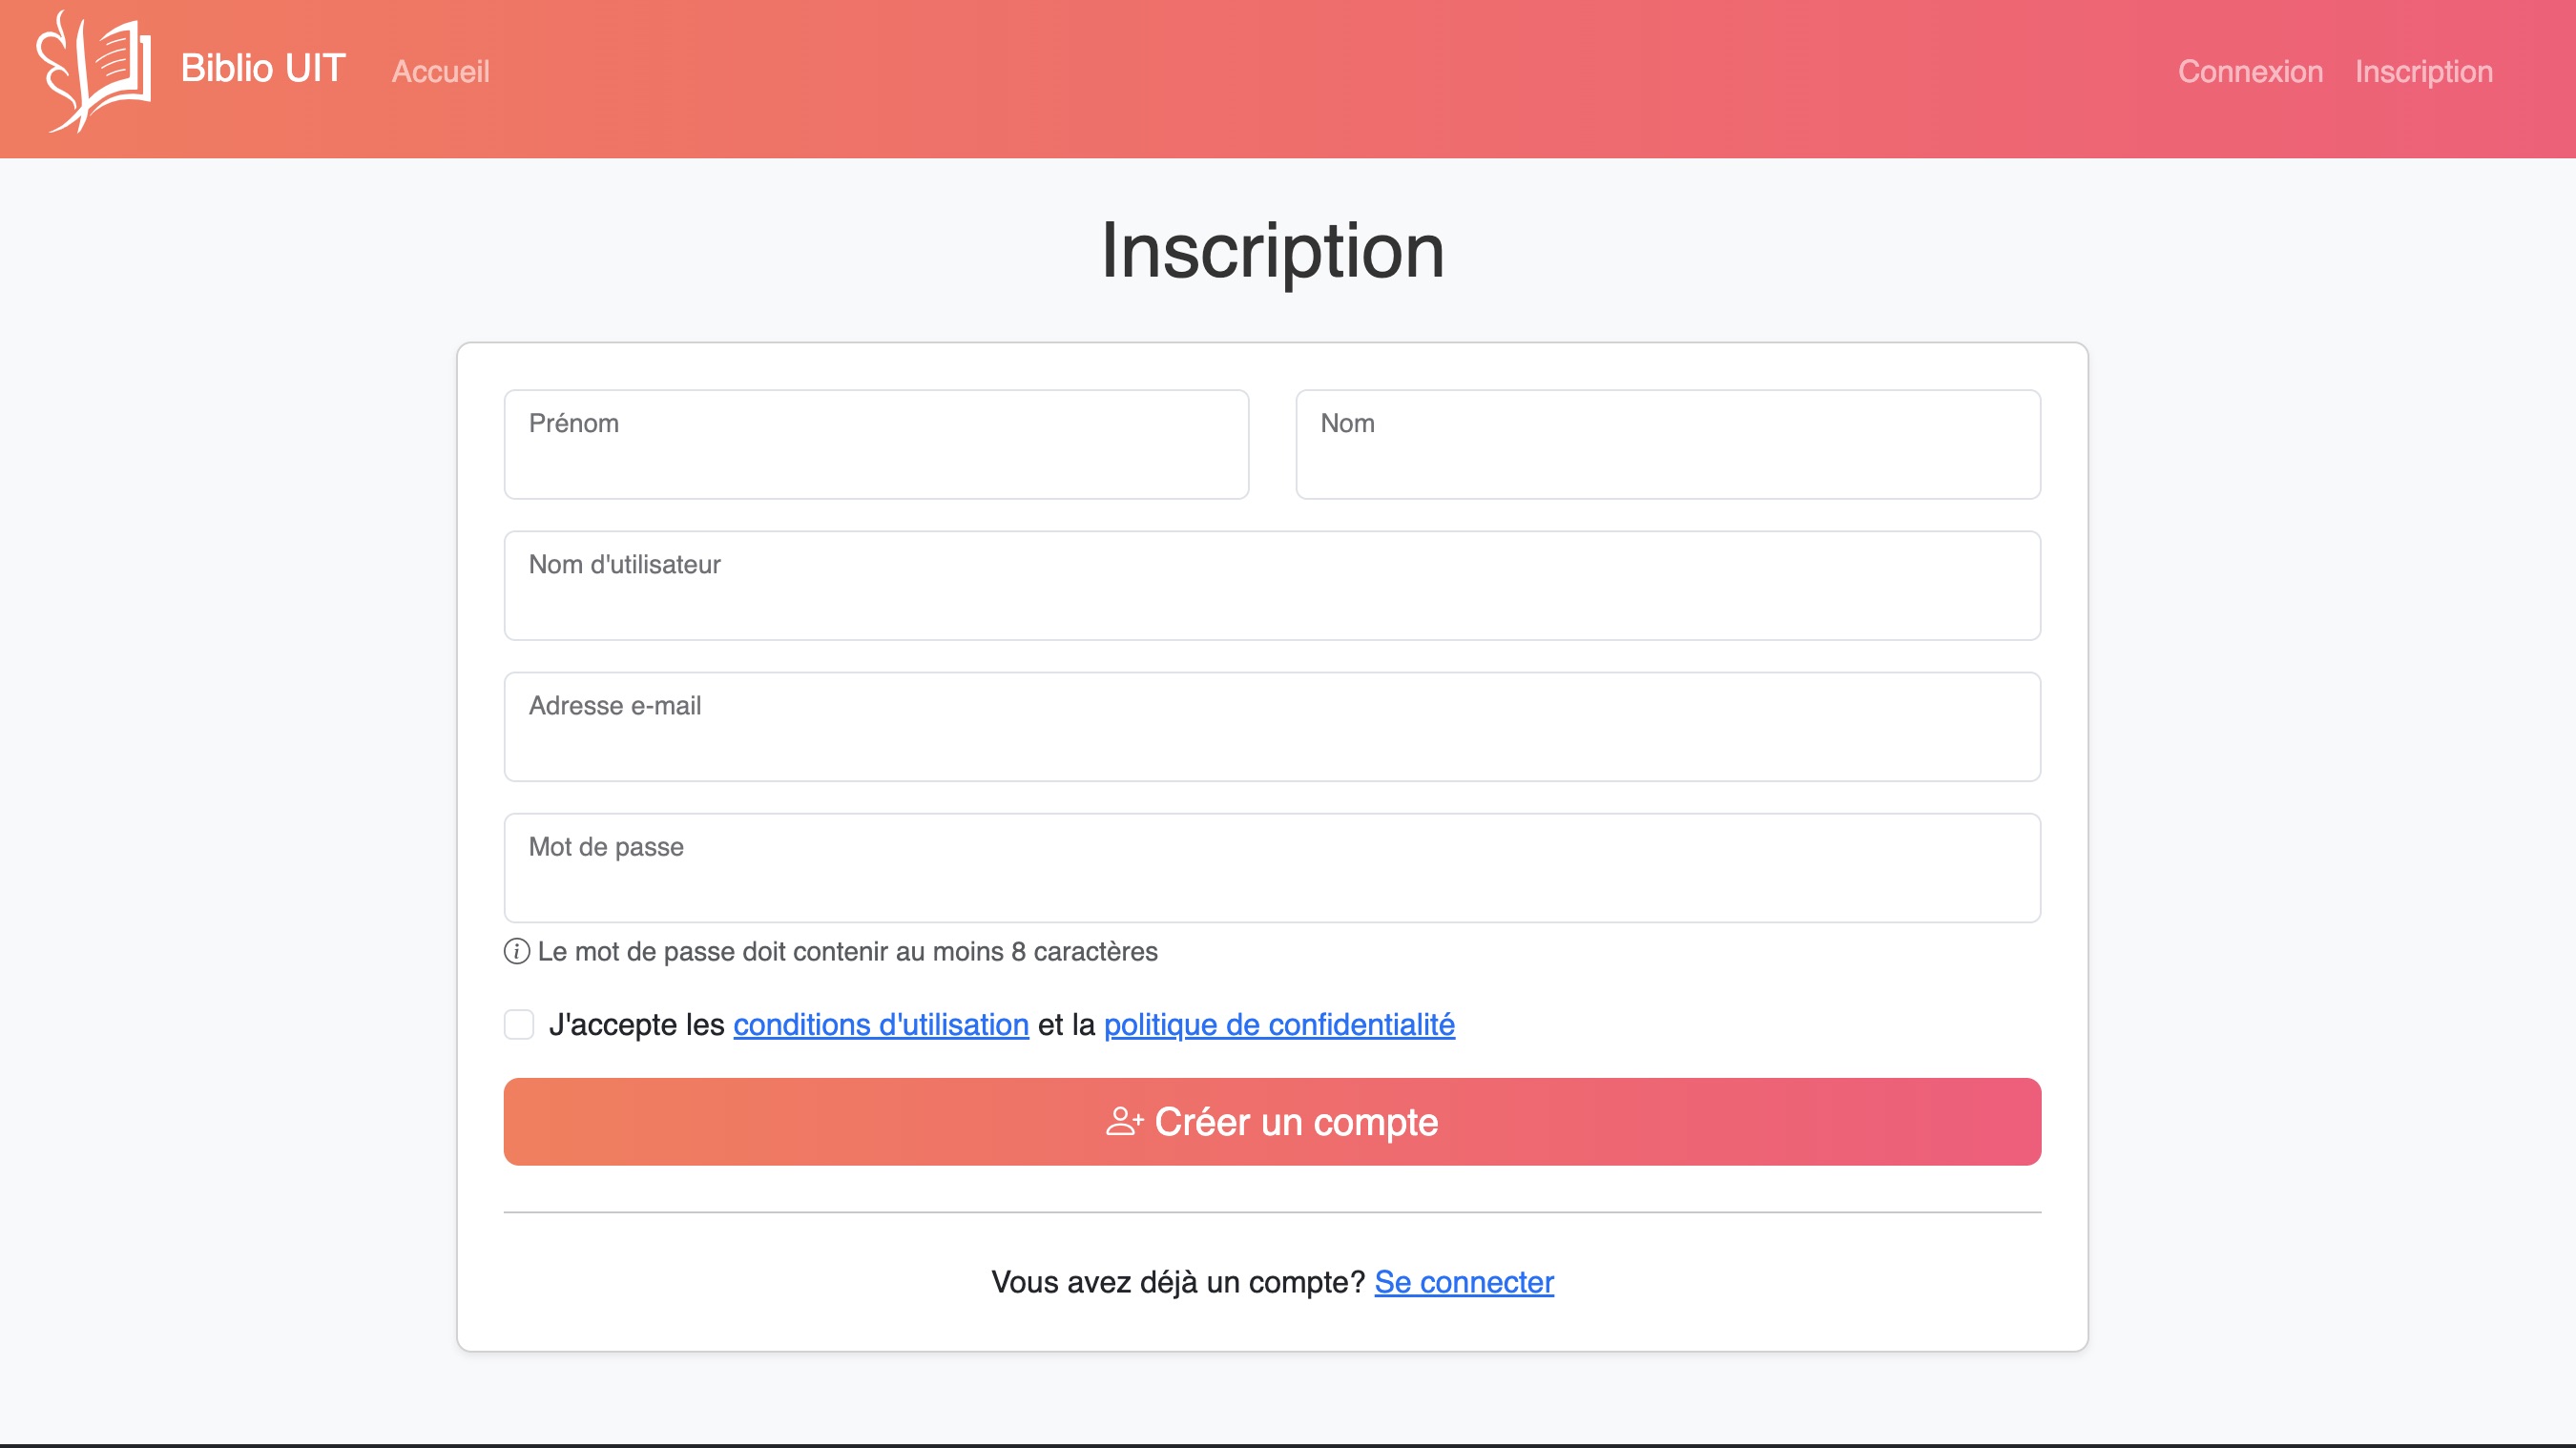 Biblio UIT Accueil Connexion Inscription
Inscription
Prénom Nom
Nom d'utilisateur
Adresse e-mail
Mot de passe
Le mot de passe doit contenir au moins 8 caractères
J'accepte les conditions d'utilisation et la politique de confidentialité
Créer un compte
Vous avez déjà un compte? Se connecter